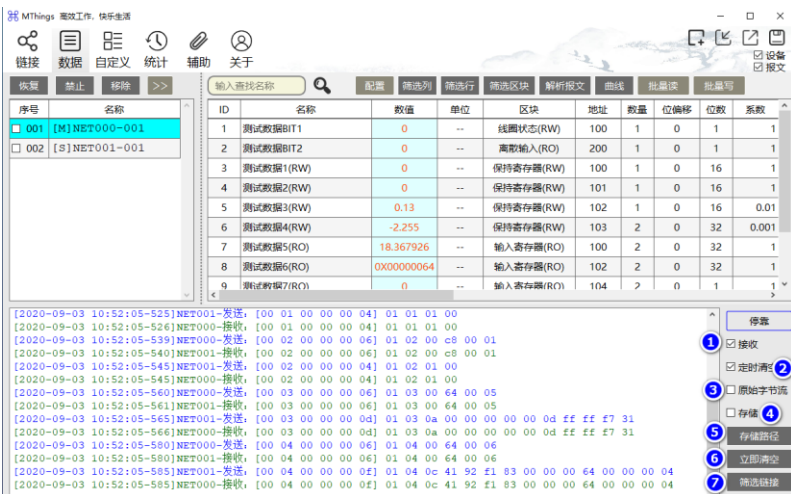 MThings 高效工作、快乐生活
链接 数据 自定义 统计 辅助 关于
设备
报文
恢复 禁止 移除 >> 输入查找名称 配置 筛选列 筛选行 筛选区块 解析报文 曲线 批量读 批量写
序号 名称
001 [M]NET000-001
002 [S]NET001-001
ID 名称 数值 单位 区块 地址 数量 位偏移 位数 系数
1 测试数据BIT1 0 -- 线圈状态(RW) 100 1 0 1 1
2 测试数据BIT2 0 -- 离散输入(RO) 200 1 0 1 1
3 测试数据1(RW) 0 -- 保持寄存器(RW) 100 1 0 16 1
4 测试数据2(RW) 0 -- 保持寄存器(RW) 101 1 0 16 1
5 测试数据3(RW) 0.13 -- 保持寄存器(RW) 102 1 0 16 0.01
6 测试数据4(RW) -2.255 -- 保持寄存器(RW) 103 2 0 32 0.001
7 测试数据5(RO) 18.367926 -- 输入寄存器(RO) 100 2 0 32 1
8 测试数据6(RO) 0X00000064 -- 输入寄存器(RO) 102 2 0 32 1
9 测试数据7(RO) 0 -- 输入寄存器(RO) 104 2 0 1 1
[2020-09-03 10:52:05-525]NET001-发送: [00 01 00 00 00 04] 01 01 01 00
[2020-09-03 10:52:05-526]NET000-接收: [00 01 00 00 00 04] 01 01 01 00
[2020-09-03 10:52:05-539]NET000-发送: [00 02 00 00 00 06] 01 02 00 c8 00 01
[2020-09-03 10:52:05-540]NET001-接收: [00 02 00 00 00 06] 01 02 00 c8 00 01
[2020-09-03 10:52:05-545]NET001-发送: [00 02 00 00 00 04] 01 02 01 00
[2020-09-03 10:52:05-545]NET000-接收: [00 02 00 00 00 04] 01 02 01 00
[2020-09-03 10:52:05-560]NET000-发送: [00 03 00 00 00 06] 01 03 00 64 00 05
[2020-09-03 10:52:05-561]NET001-接收: [00 03 00 00 00 06] 01 03 00 64 00 05
[2020-09-03 10:52:05-565]NET001-发送: [00 03 00 00 00 0d] 01 03 0a 00 00 00 00 00 0d ff ff f7 31
[2020-09-03 10:52:05-566]NET000-接收: [00 03 00 00 00 0d] 01 03 0a 00 00 00 00 00 0d ff ff f7 31
[2020-09-03 10:52:05-580]NET000-发送: [00 04 00 00 00 06] 01 04 00 64 00 06
[2020-09-03 10:52:05-580]NET001-接收: [00 04 00 00 00 06] 01 04 00 64 00 06
[2020-09-03 10:52:05-585]NET001-发送: [00 04 00 00 00 0f] 01 04 0c 41 92 f1 83 00 00 00 64 00 00 00 04
[2020-09-03 10:52:05-585]NET000-接收: [00 04 00 00 00 0f] 01 04 0c 41 92 f1 83 00 00 00 64 00 00 00 04
停靠
1 接收
定时清空 2
3 原始字节流
存储 4
5 存储路径
6 立即清空
7 筛选链接